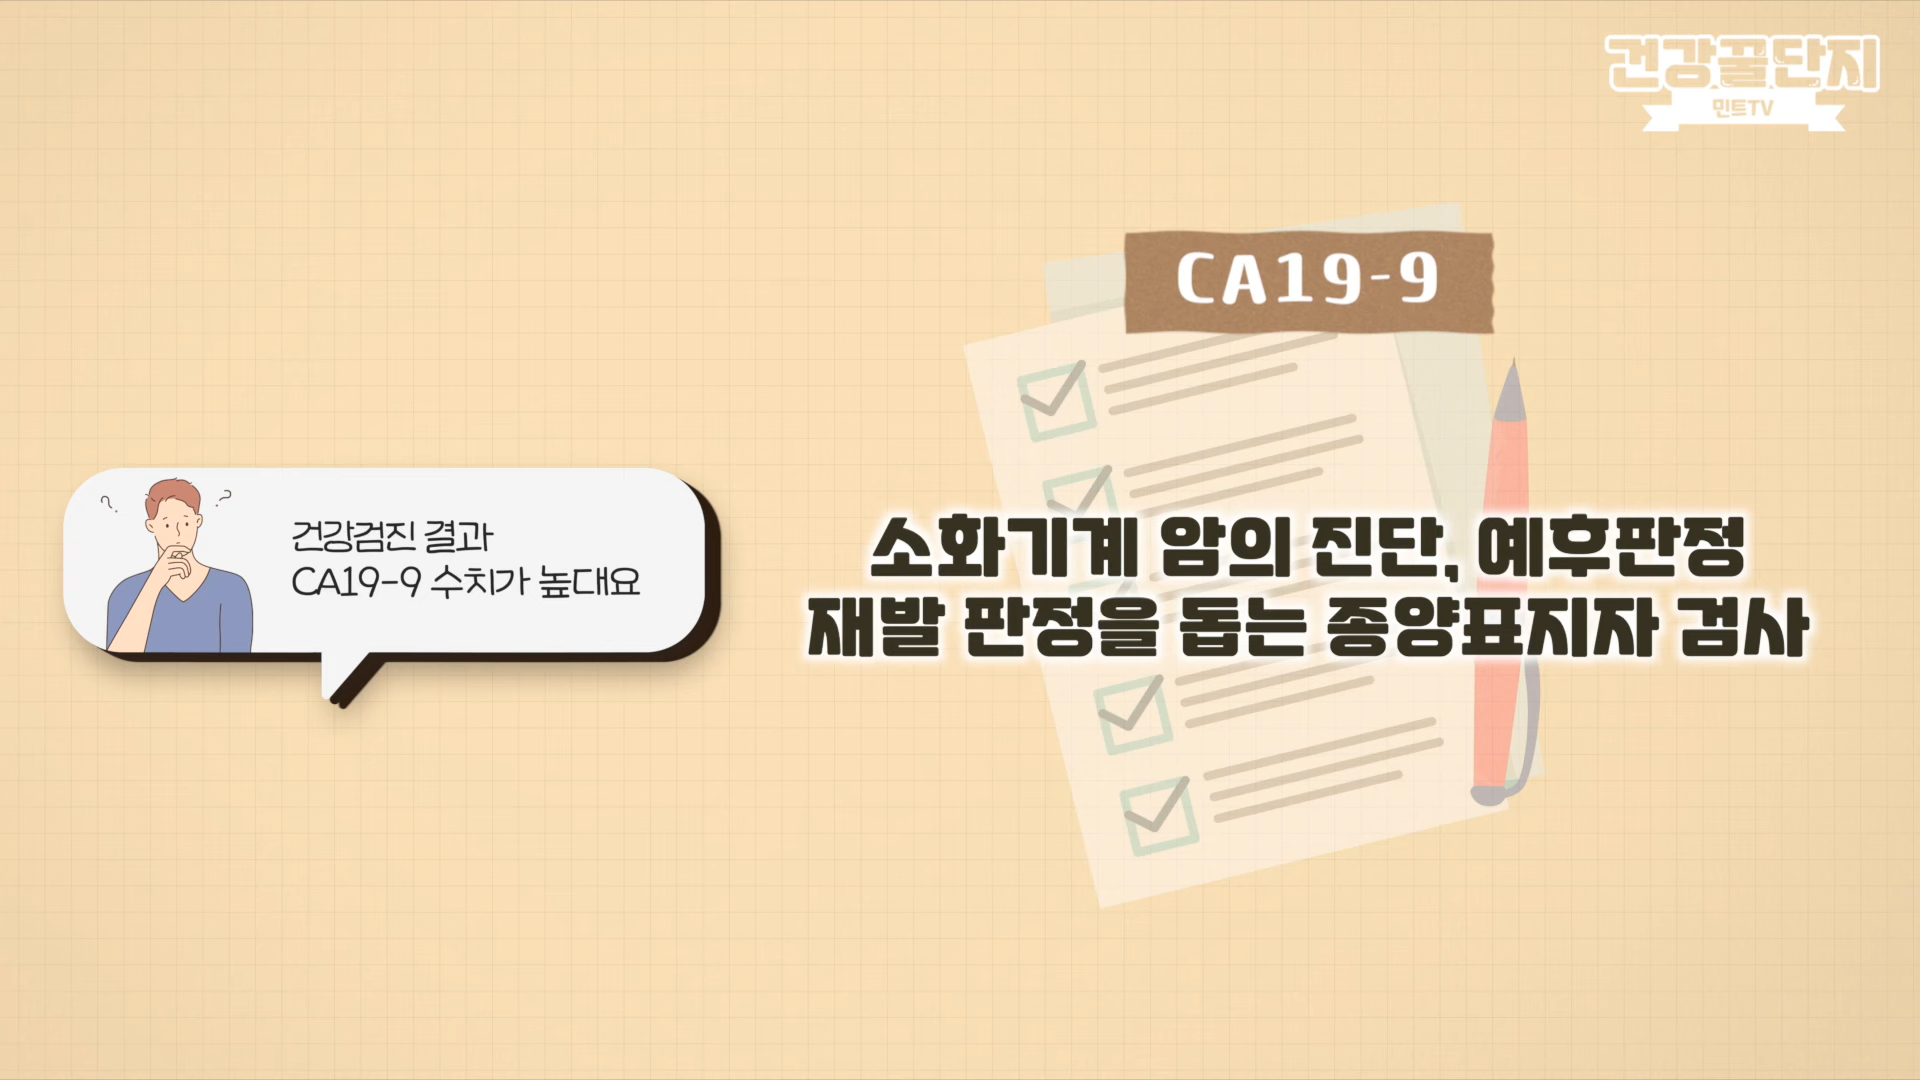 건강꿀단지
민트TV
CA19-9
건강검진 결과
CA19-9 수치가 높대요
소화기계 암의 진단, 예후판정
재발 판정을 돕는 종양표지자 검사